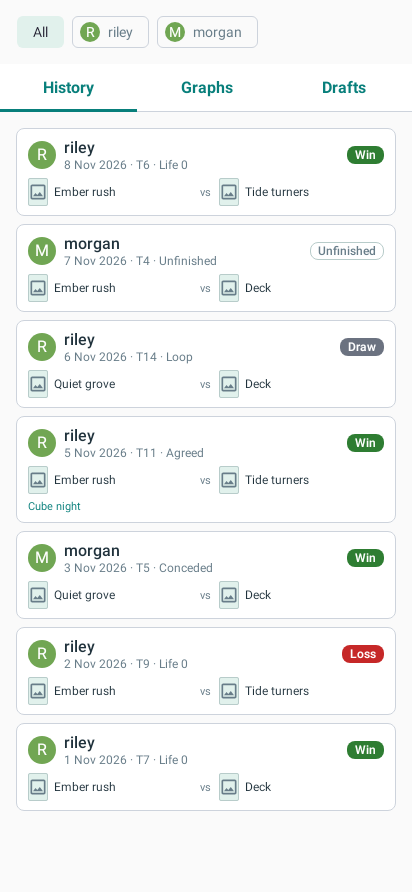 All R riley M morgan
History Graphs Drafts
R riley Win
8 Nov 2026 · T6 · Life 0
Ember rush vs Tide turners
M morgan Unfinished
7 Nov 2026 · T4 · Unfinished
Ember rush vs Deck
R riley Draw
6 Nov 2026 · T14 · Loop
Quiet grove vs Deck
R riley Win
5 Nov 2026 · T11 · Agreed
Ember rush vs Tide turners
Cube night
M morgan Win
3 Nov 2026 · T5 · Conceded
Quiet grove vs Deck
R riley Loss
2 Nov 2026 · T9 · Life 0
Ember rush vs Tide turners
R riley Win
1 Nov 2026 · T7 · Life 0
Ember rush vs Deck